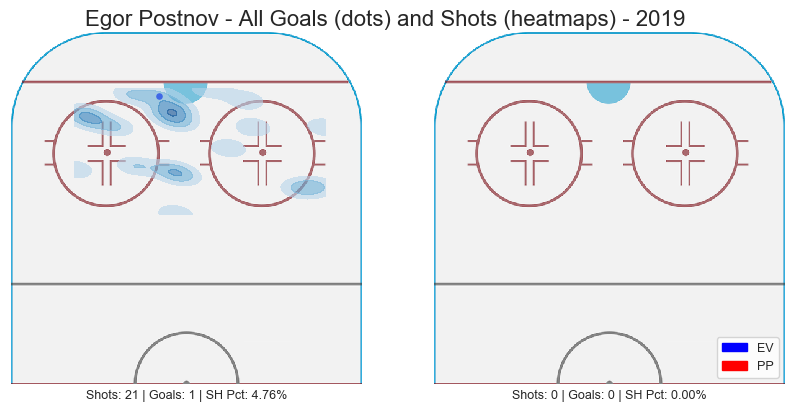 Egor Postnov - All Goals (dots) and Shots (heatmaps) - 2019
EV
PP
Shots: 21 | Goals: 1 | SH Pct: 4.76%
Shots: 0 | Goals: 0 | SH Pct: 0.00%